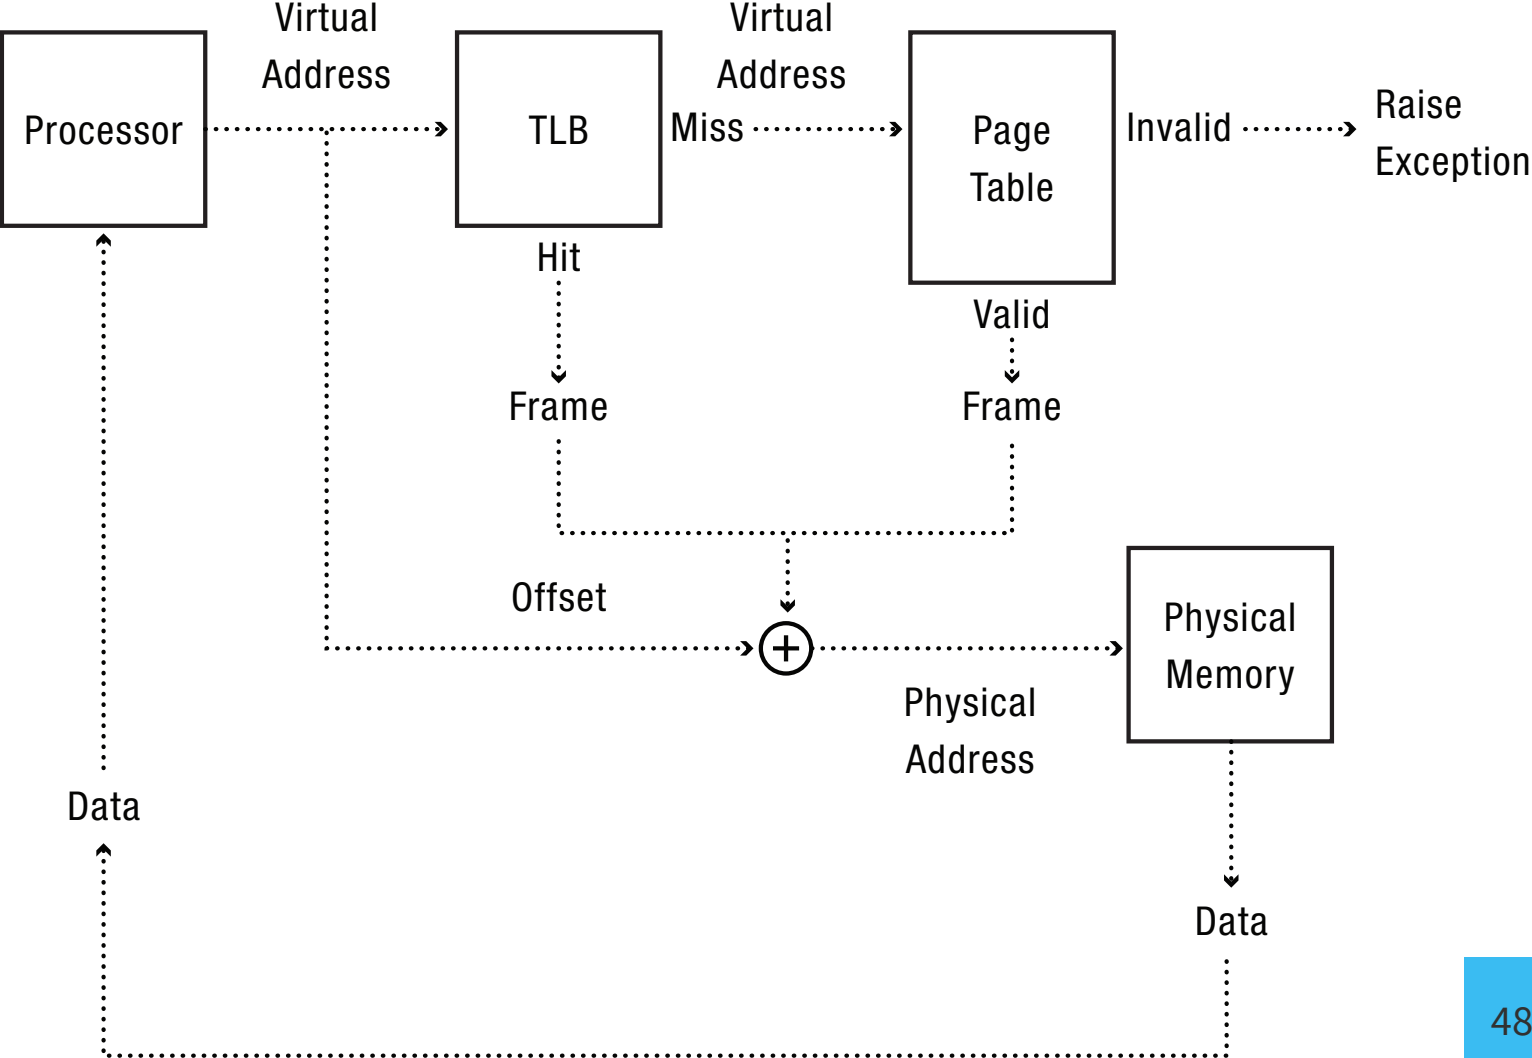 Virtual
Address
Virtual
Address
Processor
TLB
Miss
Page
Table
Invalid
Raise
Exception
Hit
Valid
Frame
Frame
Offset
+
Physical
Memory
Physical
Address
Data
Data
48